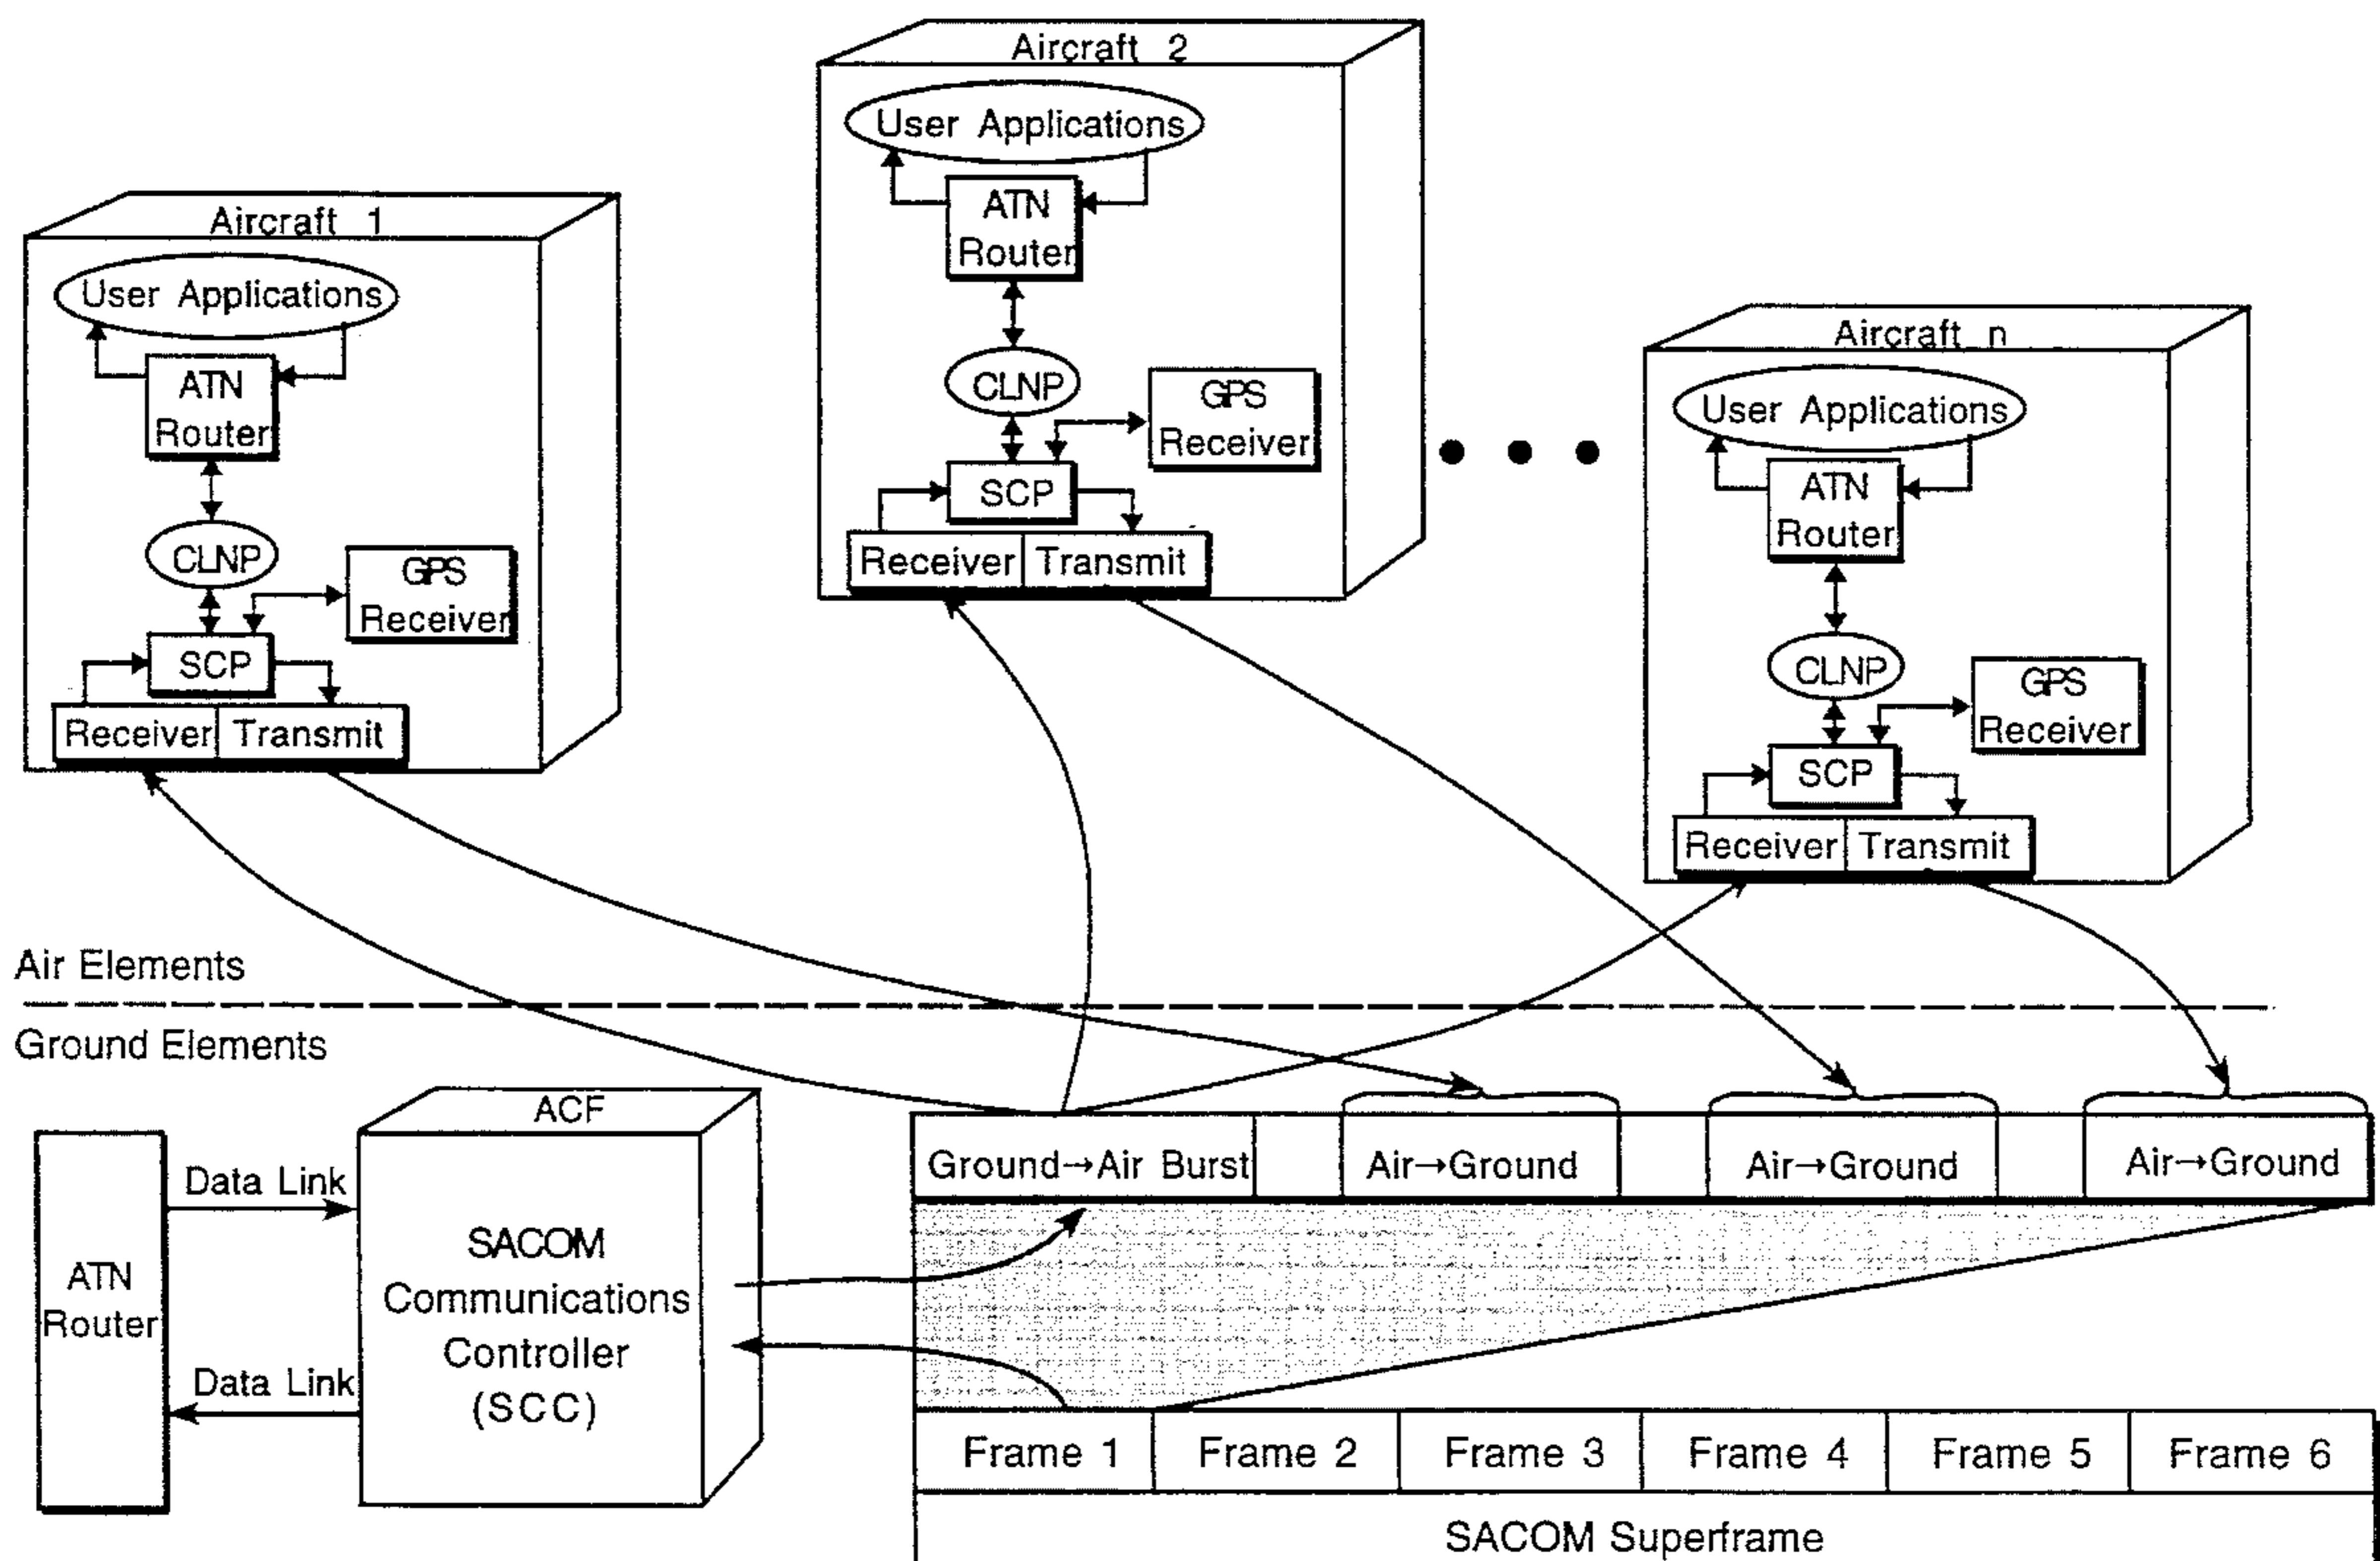 Aircraft 1
User Applications
ATN
Router
CLNP
GPS
Receiver
SCP
Receiver
Transmit
Aircraft 2
User Applications
ATN
Router
CLNP
GPS
Receiver
SCP
Receiver
Transmit
Aircraft n
User Applications
ATN
Router
CLNP
GPS
Receiver
SCP
Receiver
Transmit
Air Elements
Ground Elements
ATN
Router
Data Link
Data Link
ACF
SACOM
Communications
Controller
(SCC)
Ground→Air Burst
Air→Ground
Air→Ground
Air→Ground
Frame 1
Frame 2
Frame 3
Frame 4
Frame 5
Frame 6
SACOM Superframe